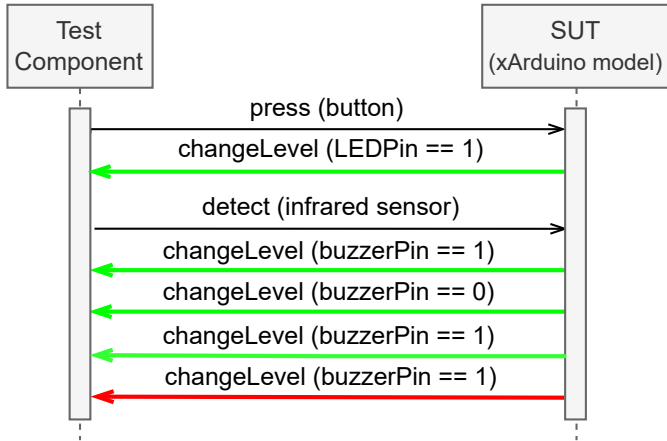 Test
Component
SUT
(xArduino model)
press (button)
changeLevel (LEDPin == 1)
detect (infrared sensor)
changeLevel (buzzerPin == 1)
changeLevel (buzzerPin == 0)
changeLevel (buzzerPin == 1)
changeLevel (buzzerPin == 1)